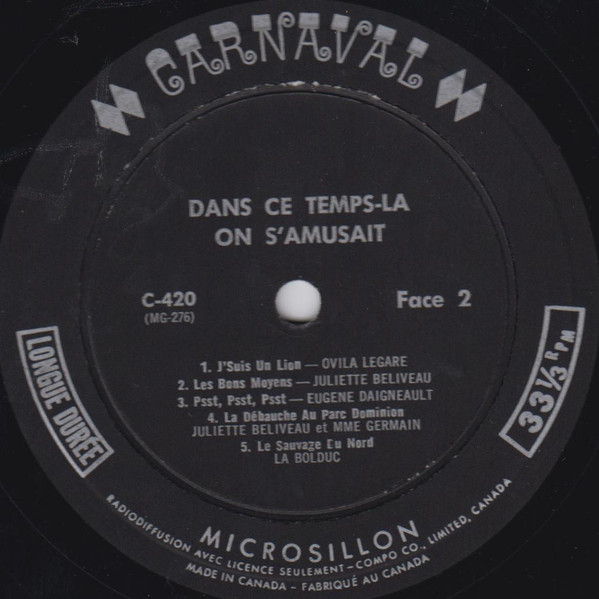 CARNAVAL
DANS CE TEMPS-LA
ON S'AMUSAIT
C-420
(MG-276)
Face 2
LONGUE DURÉE
33 1/3 RPM
1. J'Suis Un Lion — OVILA LEGARE
2. Les Bons Moyens — JULIETTE BELIVEAU
3. Psst, Psst, Psst — EUGENE DAIGNEAULT
4. La Débauche Au Parc Dominion
JULIETTE BELIVEAU et MME GERMAIN
5. Le Sauvage Du Nord
LA BOLDUC
MICROSILLON
RADIODIFFUSION AVEC LICENCE SEULEMENT – COMPO CO., LIMITED, CANADA
MADE IN CANADA – FABRIQUÉ AU CANADA